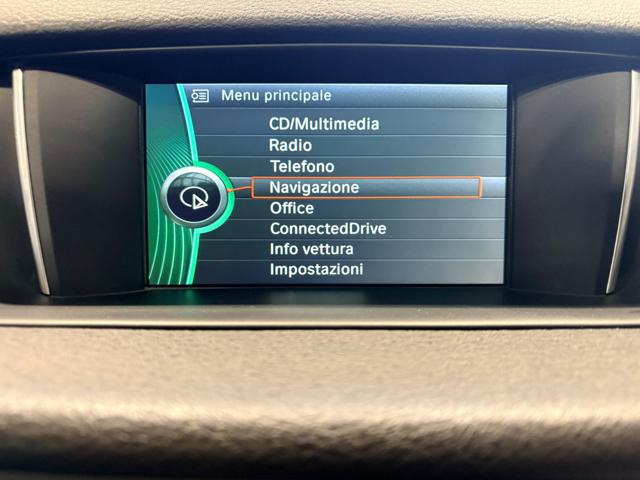 Menu principale
CD/Multimedia
Radio
Telefono
Navigazione
Office
ConnectedDrive
Info vettura
Impostazioni